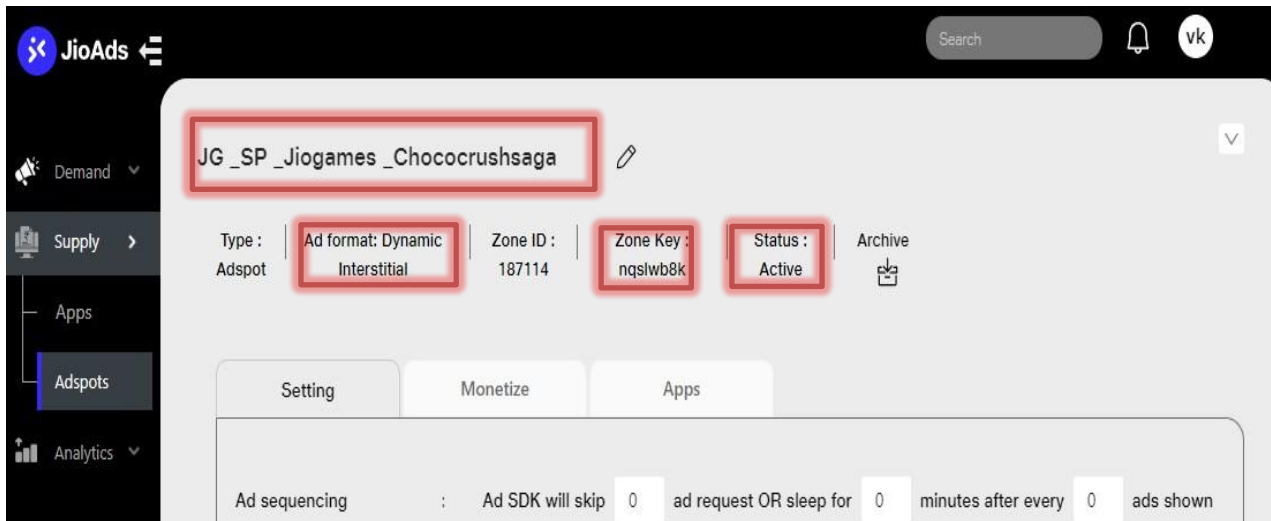 JioAds
Search
vk
Demand
Supply
Apps
Adspots
Analytics
JG _SP _Jiogames _Chococrushsaga
Type :
Adspot
Ad format: Dynamic
Interstitial
Zone ID :
187114
Zone Key :
nqslwb8k
Status :
Active
Archive
Setting
Monetize
Apps
Ad sequencing : Ad SDK will skip 0 ad request OR sleep for 0 minutes after every 0 ads shown